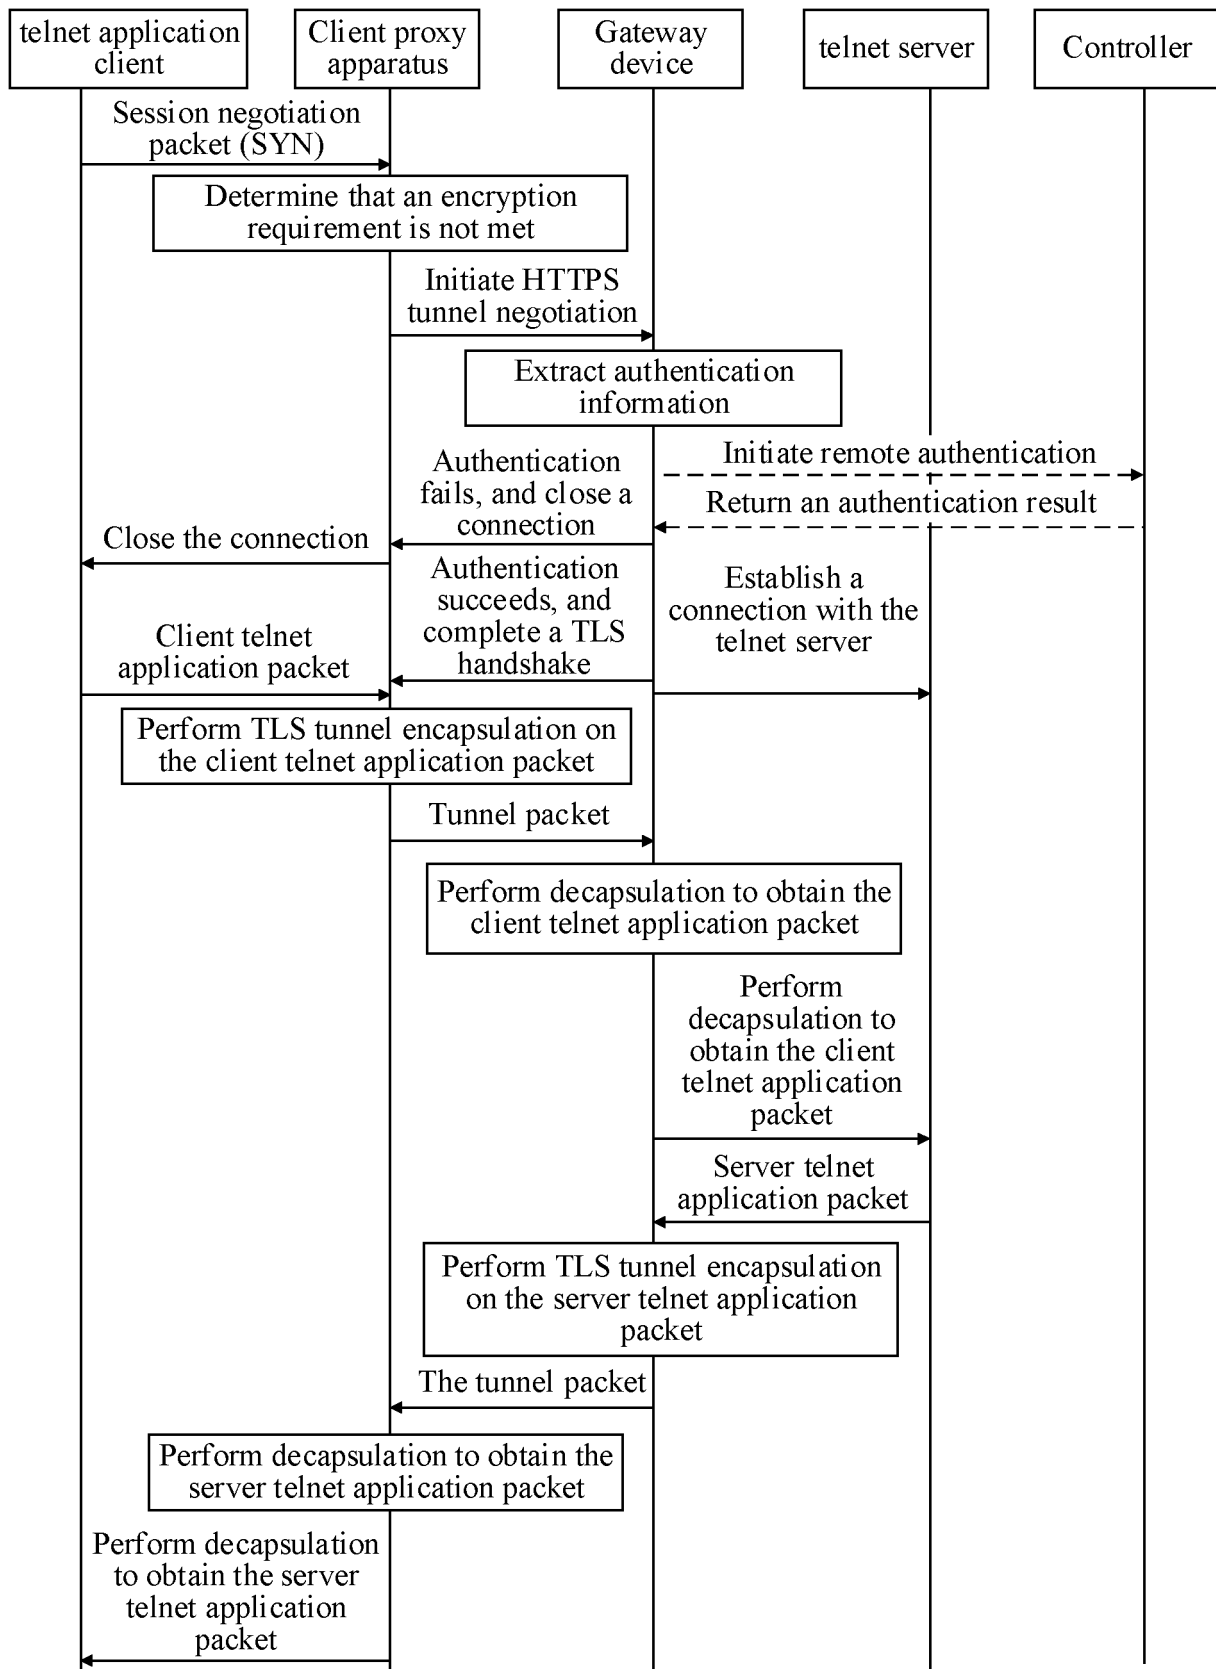 telnet application
client
Client proxy
apparatus
Gateway
device
telnet server
Controller
Session negotiation
packet (SYN)
Determine that an encryption
requirement is not met
Initiate HTTPS
tunnel negotiation
Extract authentication
information
Initiate remote authentication
Return an authentication result
Authentication
fails, and close a
connection
Close the connection
Authentication
succeeds, and
complete a TLS
handshake
Establish a
connection with the
telnet server
Client telnet
application packet
Perform TLS tunnel encapsulation on
the client telnet application packet
Tunnel packet
Perform decapsulation to obtain the
client telnet application packet
Perform
decapsulation to
obtain the client
telnet application
packet
Server telnet
application packet
Perform TLS tunnel encapsulation
on the server telnet application
packet
The tunnel packet
Perform decapsulation to obtain the
server telnet application packet
Perform decapsulation
to obtain the server
telnet application
packet